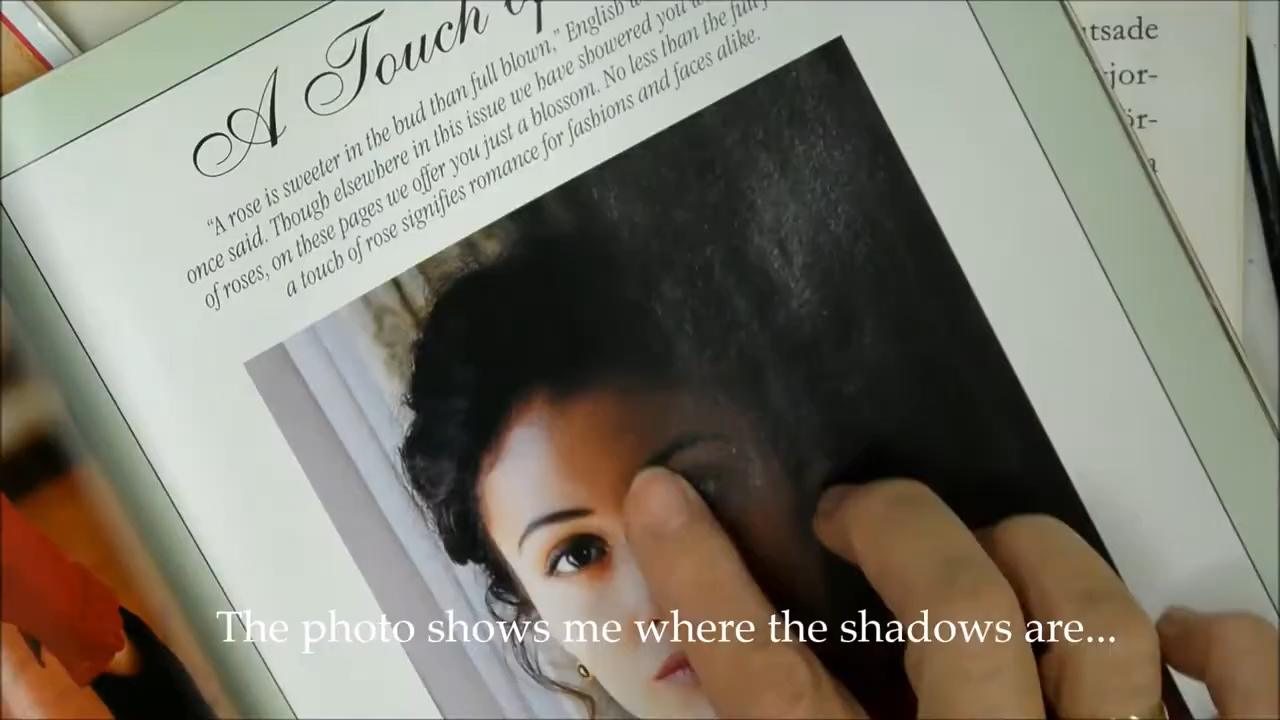 A Touch
"A rose is sweeter in the bud than full blown," English
once said. Though elsewhere in this issue we have showered you
of roses, on these pages we offer you just a blossom. No less than the full
a touch of rose signifies romance for fashions and faces alike.
tsade
jor-
ör-
The photo shows me where the shadows are...